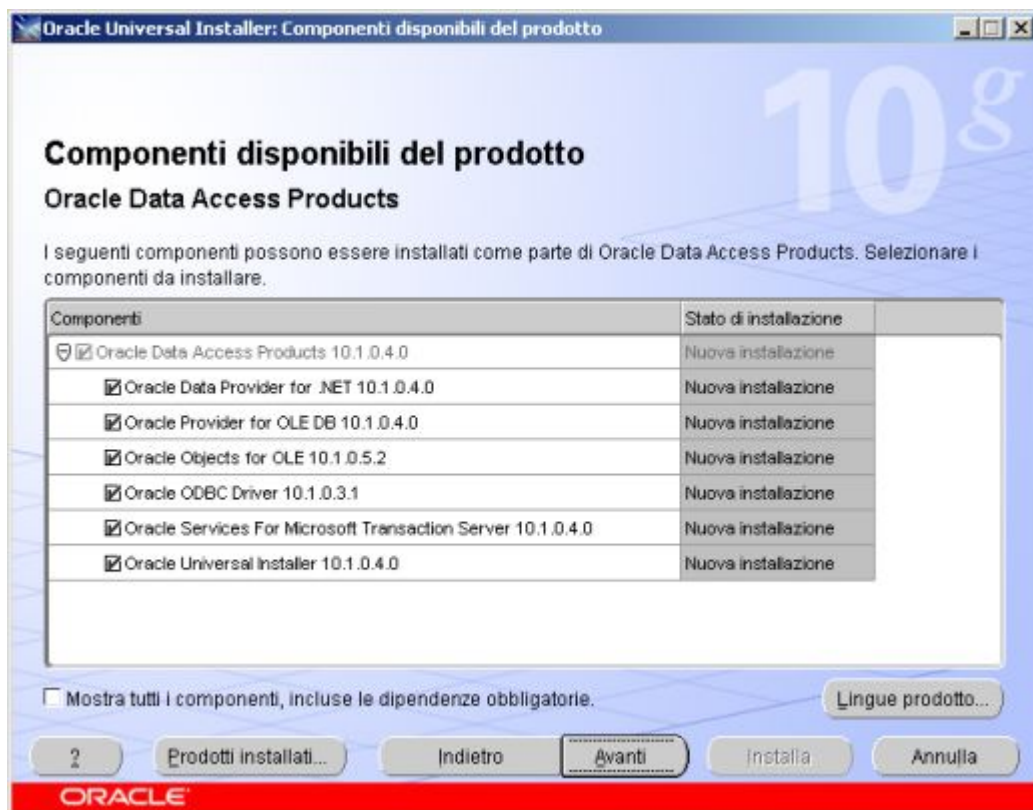 Oracle Universal Installer: Componenti disponibili del prodotto
10g
Componenti disponibili del prodotto
Oracle Data Access Products
I seguenti componenti possono essere installati come parte di Oracle Data Access Products. Selezionare i
componenti da installare.
Componenti Stato di installazione
Oracle Data Access Products 10.1.0.4.0 Nuova installazione
Oracle Data Provider for .NET 10.1.0.4.0 Nuova installazione
Oracle Provider for OLE DB 10.1.0.4.0 Nuova installazione
Oracle Objects for OLE 10.1.0.5.2 Nuova installazione
Oracle ODBC Driver 10.1.0.3.1 Nuova installazione
Oracle Services For Microsoft Transaction Server 10.1.0.4.0 Nuova installazione
Oracle Universal Installer 10.1.0.4.0 Nuova installazione
Mostra tutti i componenti, incluse le dipendenze obbligatorie.
Lingue prodotto...
? Prodotti installati... Indietro Avanti Installa Annulla
ORACLE